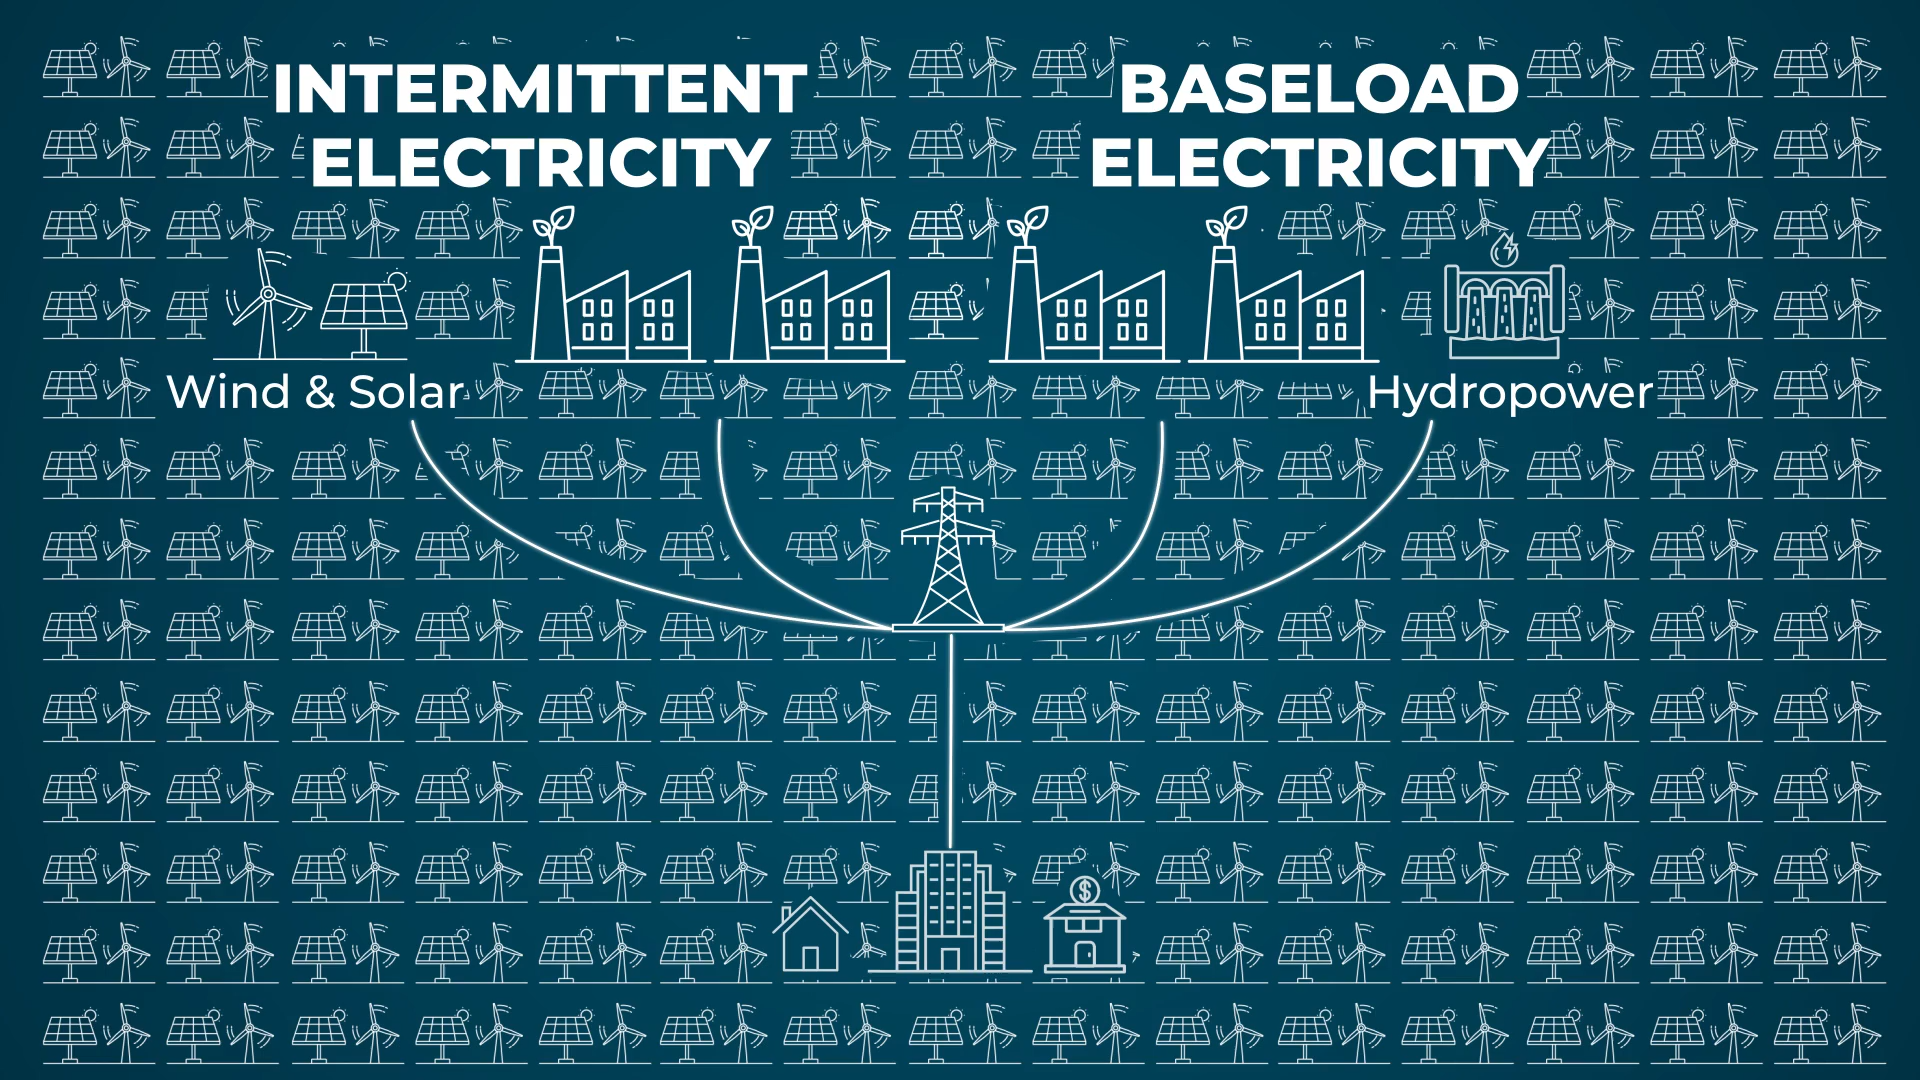 INTERMITTENT
ELECTRICITY
BASELOAD
ELECTRICITY
Wind & Solar
Hydropower
$